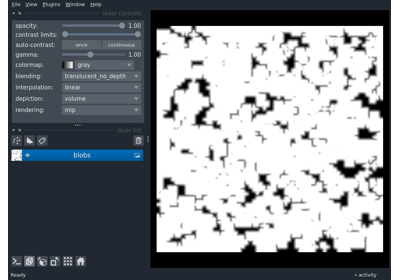 File View Plugins Window Help
layer controls
opacity: 1.00
contrast limits:
auto-contrast: once continuous
gamma: 1.00
colormap: gray
blending: translucent_no_depth
interpolation: linear
depiction: volume
rendering: mip
layer list
blobs
Ready activity